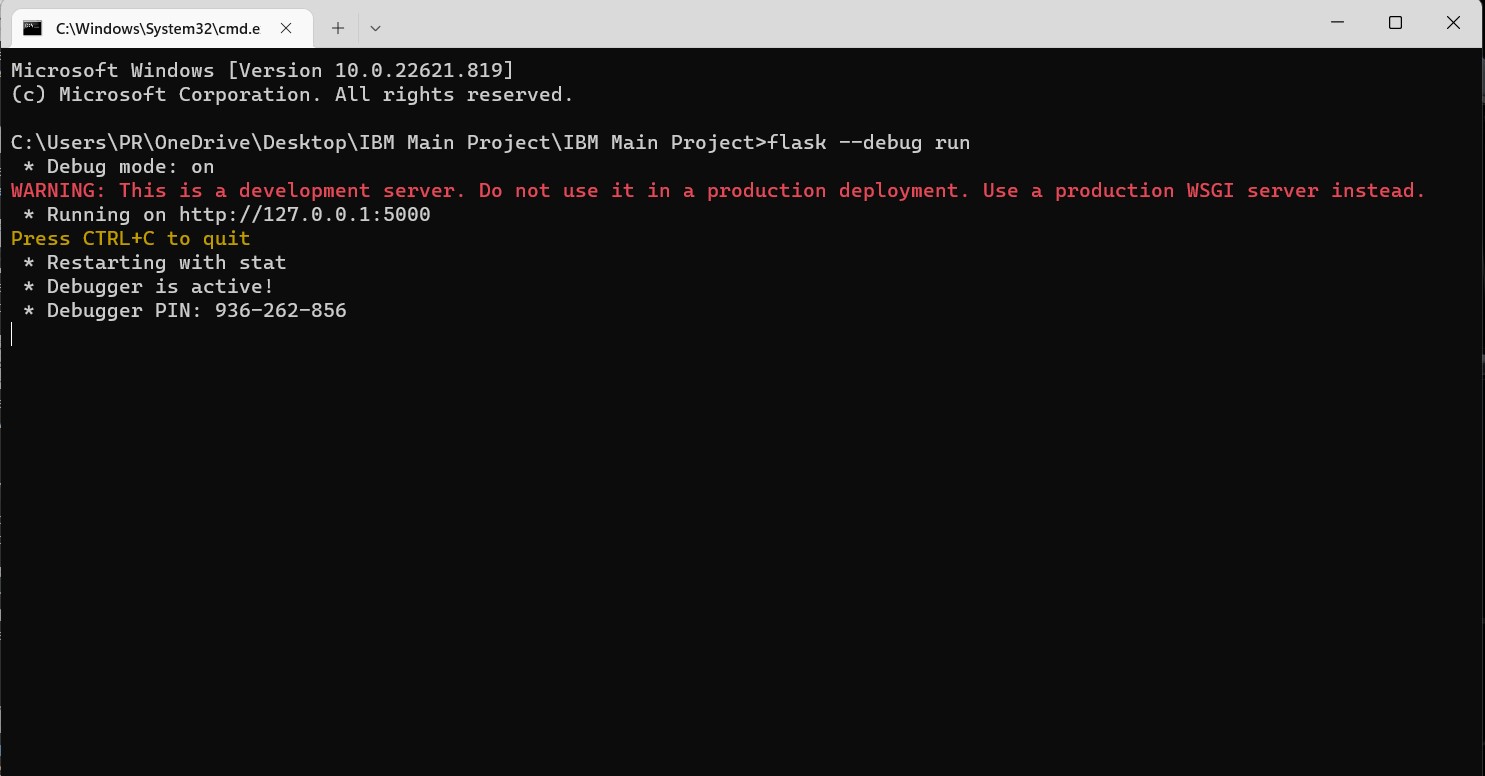 C:\Windows\System32\cmd.e
Microsoft Windows [Version 10.0.22621.819]
(c) Microsoft Corporation. All rights reserved.
C:\Users\PR\OneDrive\Desktop\IBM Main Project\IBM Main Project>flask --debug run
 * Debug mode: on
WARNING: This is a development server. Do not use it in a production deployment. Use a production WSGI server instead.
 * Running on http://127.0.0.1:5000
Press CTRL+C to quit
 * Restarting with stat
 * Debugger is active!
 * Debugger PIN: 936-262-856